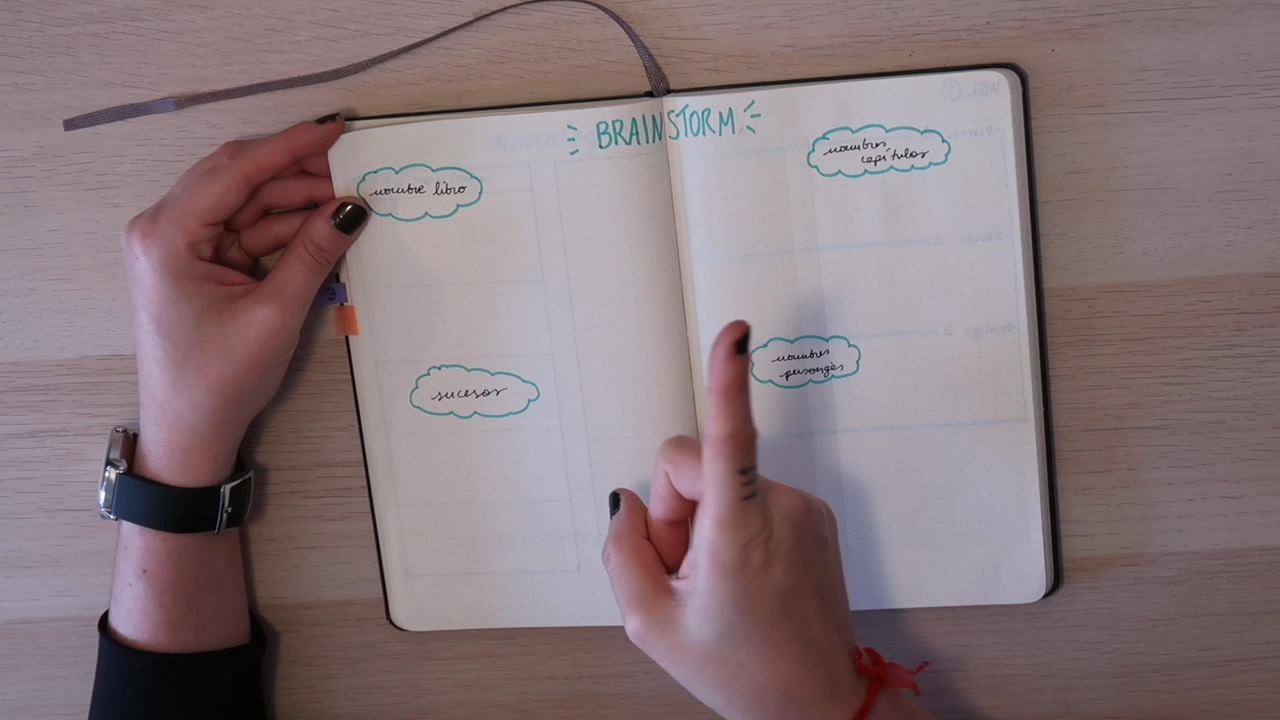 BRAINSTORM
nombre libro
nombres
capítulos
sucesos
nombres
personajes